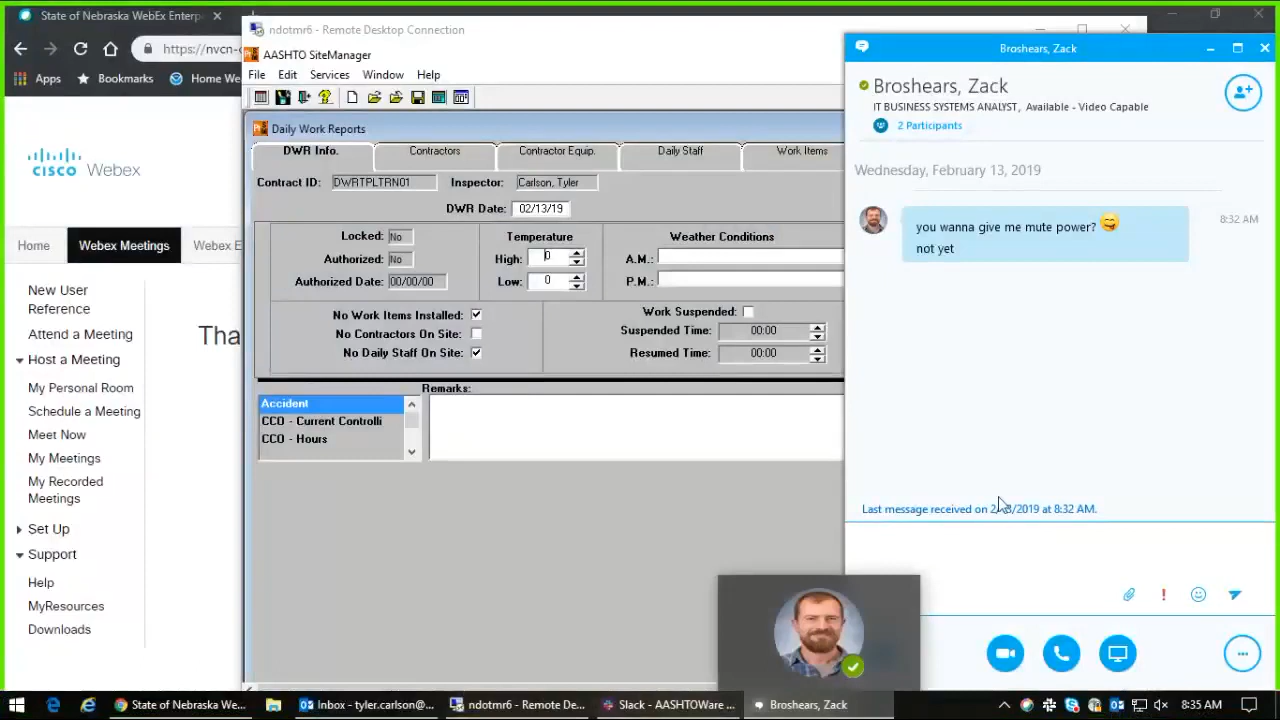 State of Nebraska WebEx Enterp
https://nvcn-c
Apps
Bookmarks
Home We
CISCO Webex
Home
Webex Meetings
Webex E
New User
Reference
Attend a Meeting
Host a Meeting
My Personal Room
Schedule a Meeting
Meet Now
My Meetings
My Recorded
Meetings
Set Up
Support
Help
MyResources
Downloads
Tha
ndotmr6 - Remote Desktop Connection
AASHTO SiteManager
File Edit Services Window Help
Daily Work Reports
DWR Info. Contractors Contractor Equip. Daily Staff Work Items
Contract ID: DWRTPLTRN01 Inspector: Carlson, Tyler
DWR Date: 02/13/19
Locked: No
Authorized: No
Authorized Date: 00/00/00
Temperature
High: 0
Low: 0
Weather Conditions
A.M.:
P.M.:
No Work Items Installed:
No Contractors On Site:
No Daily Staff On Site:
Work Suspended:
Suspended Time: 00:00
Resumed Time: 00:00
Remarks:
Accident
CCO - Current Controlli
CCO - Hours
Broshears, Zack
Broshears, Zack
IT BUSINESS SYSTEMS ANALYST, Available - Video Capable
2 Participants
Wednesday, February 13, 2019
you wanna give me mute power?
not yet
8:32 AM
Last message received on 2/13/2019 at 8:32 AM.
State of Nebraska We...
Inbox - tyler.carlson@...
ndotmr6 - Remote De...
Slack - AASHTOWare ...
Broshears, Zack
8:35 AM